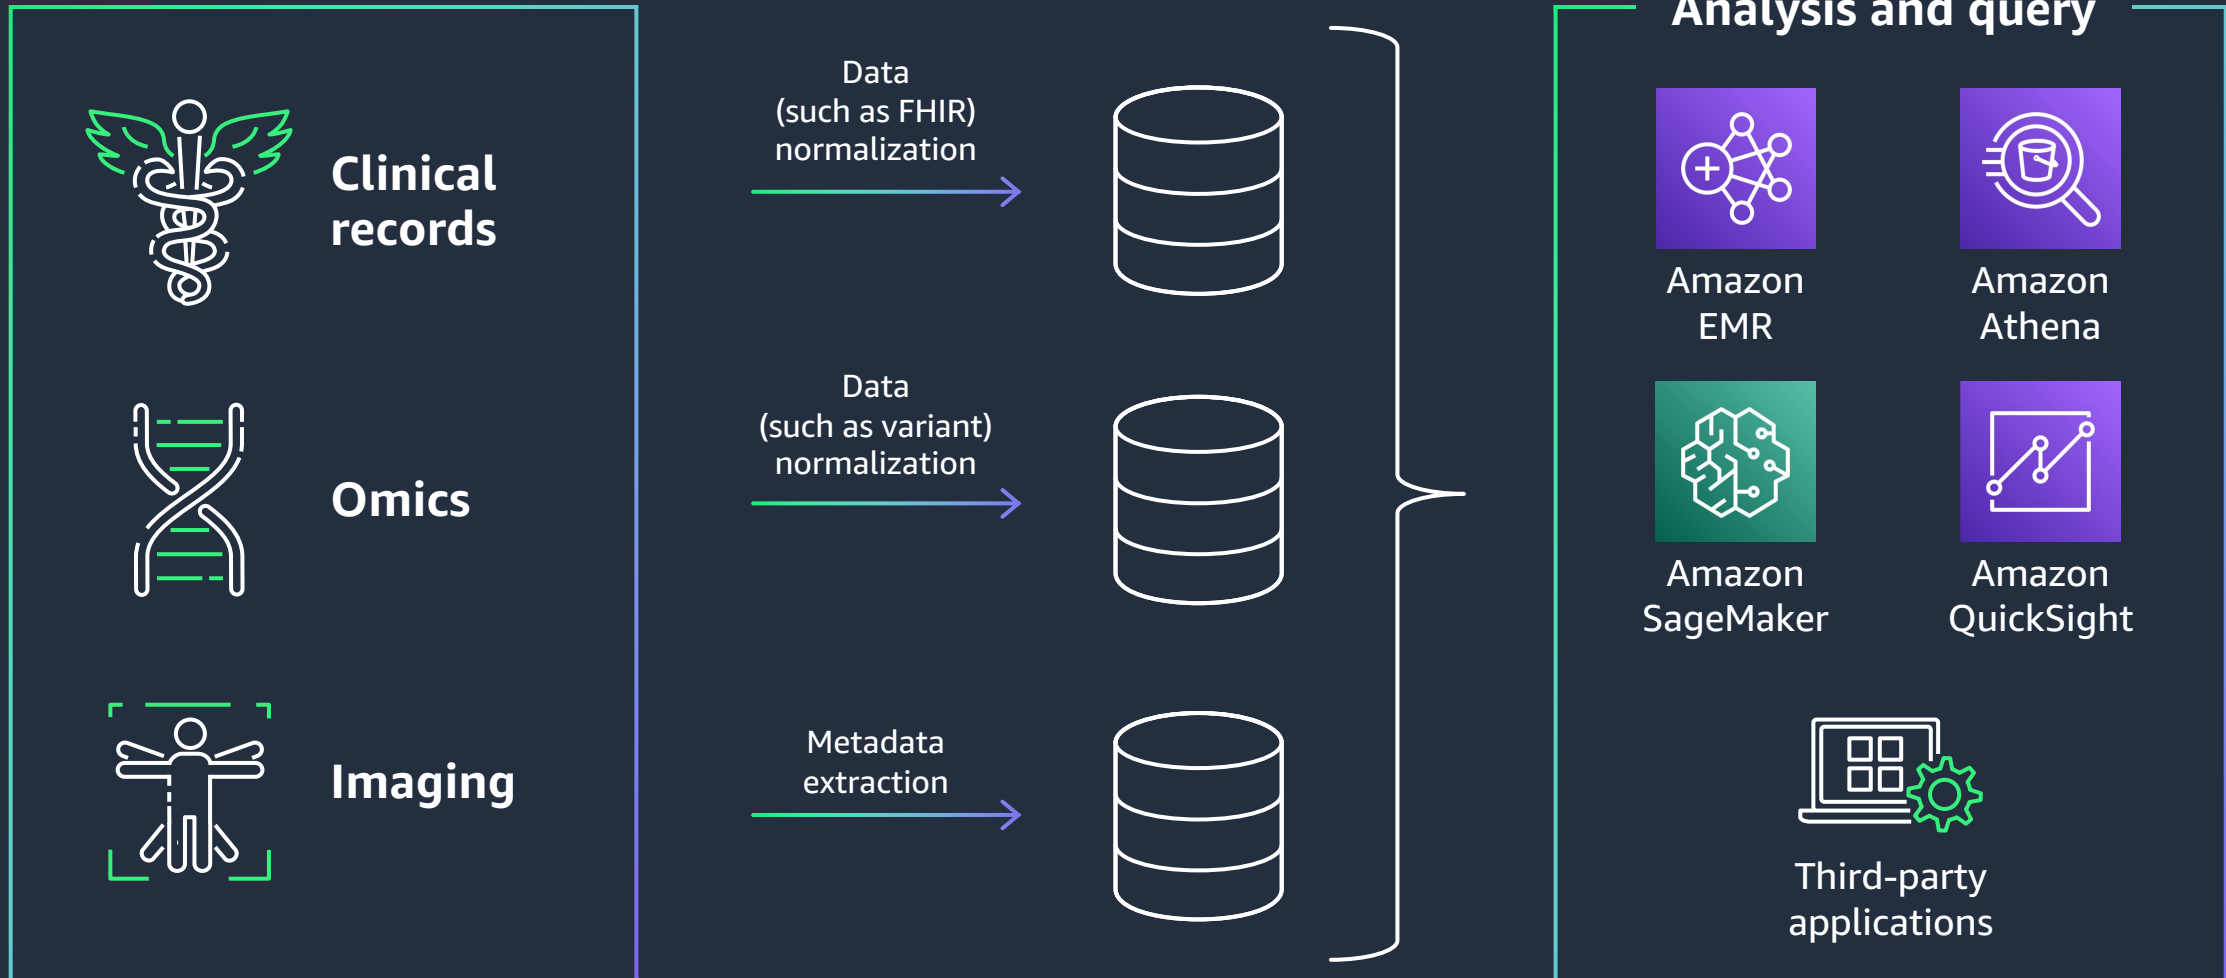 Analysis and query
Clinical
records
Data
(such as FHIR)
normalization
Omics
Data
(such as variant)
normalization
Imaging
Metadata
extraction
Amazon
EMR
Amazon
Athena
Amazon
SageMaker
Amazon
QuickSight
Third-party
applications